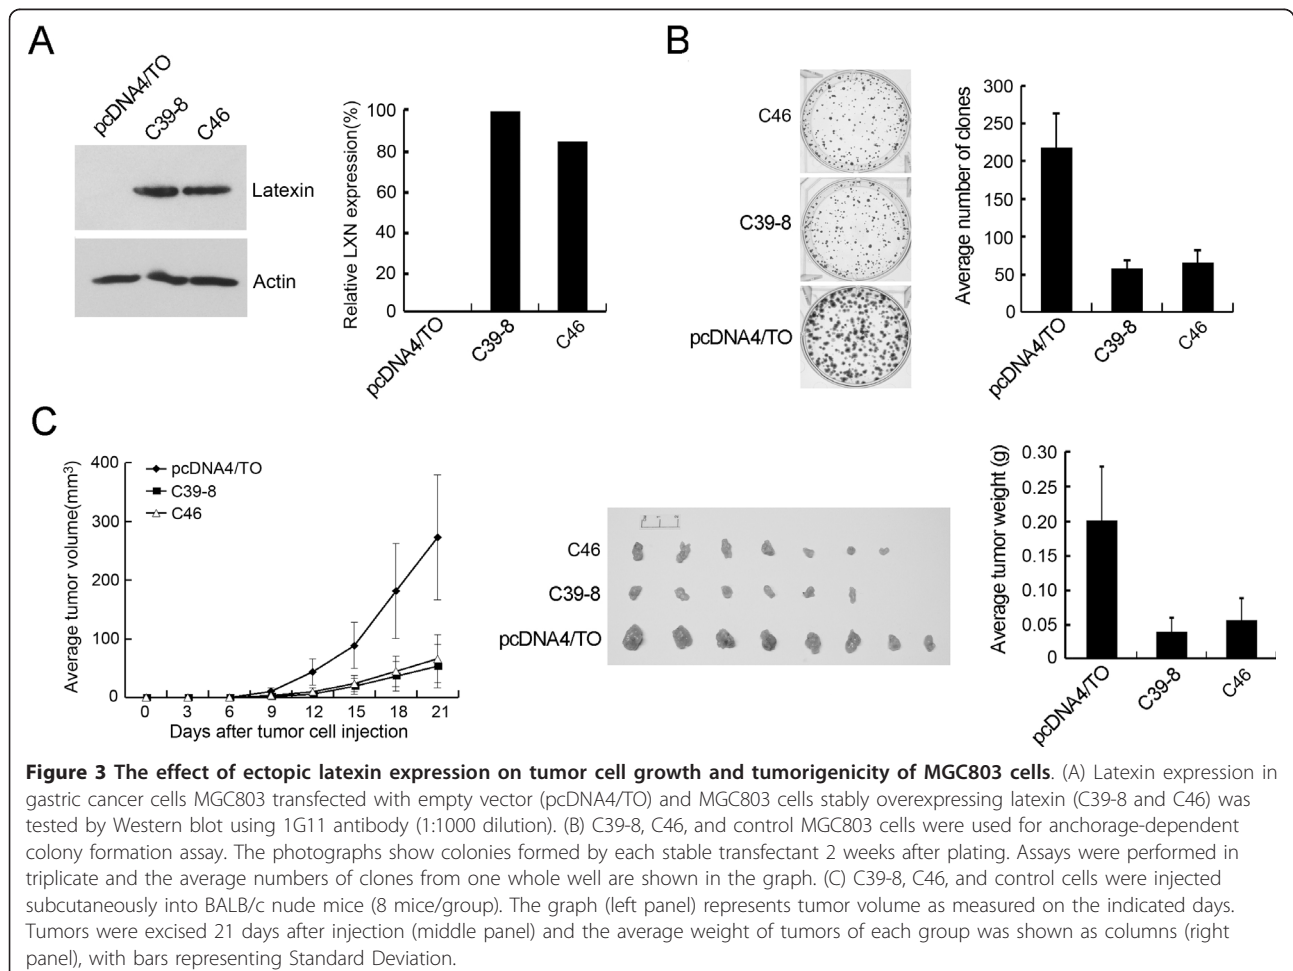 A
pcDNA4/TO
C39-8
C46
Latexin
Actin
Relative LXN expression(%)
100
80
60
40
20
0
pcDNA4/TO
C39-8
C46
B
C46
C39-8
pcDNA4/TO
Average number of clones
300
250
200
150
100
50
0
pcDNA4/TO
C39-8
C46
C
Average tumor volume(mm³)
400
300
200
100
0
pcDNA4/TO
C39-8
C46
0 3 6 9 12 15 18 21
Days after tumor cell injection
C46
C39-8
pcDNA4/TO
Average tumor weight (g)
0.30
0.25
0.20
0.15
0.10
0.05
0
pcDNA4/TO
C39-8
C46
Figure 3 The effect of ectopic latexin expression on tumor cell growth and tumorigenicity of MGC803 cells. (A) Latexin expression in
gastric cancer cells MGC803 transfected with empty vector (pcDNA4/TO) and MGC803 cells stably overexpressing latexin (C39-8 and C46) was
tested by Western blot using 1G11 antibody (1:1000 dilution). (B) C39-8, C46, and control MGC803 cells were used for anchorage-dependent
colony formation assay. The photographs show colonies formed by each stable transfectant 2 weeks after plating. Assays were performed in
triplicate and the average numbers of clones from one whole well are shown in the graph. (C) C39-8, C46, and control cells were injected
subcutaneously into BALB/c nude mice (8 mice/group). The graph (left panel) represents tumor volume as measured on the indicated days.
Tumors were excised 21 days after injection (middle panel) and the average weight of tumors of each group was shown as columns (right
panel), with bars representing Standard Deviation.